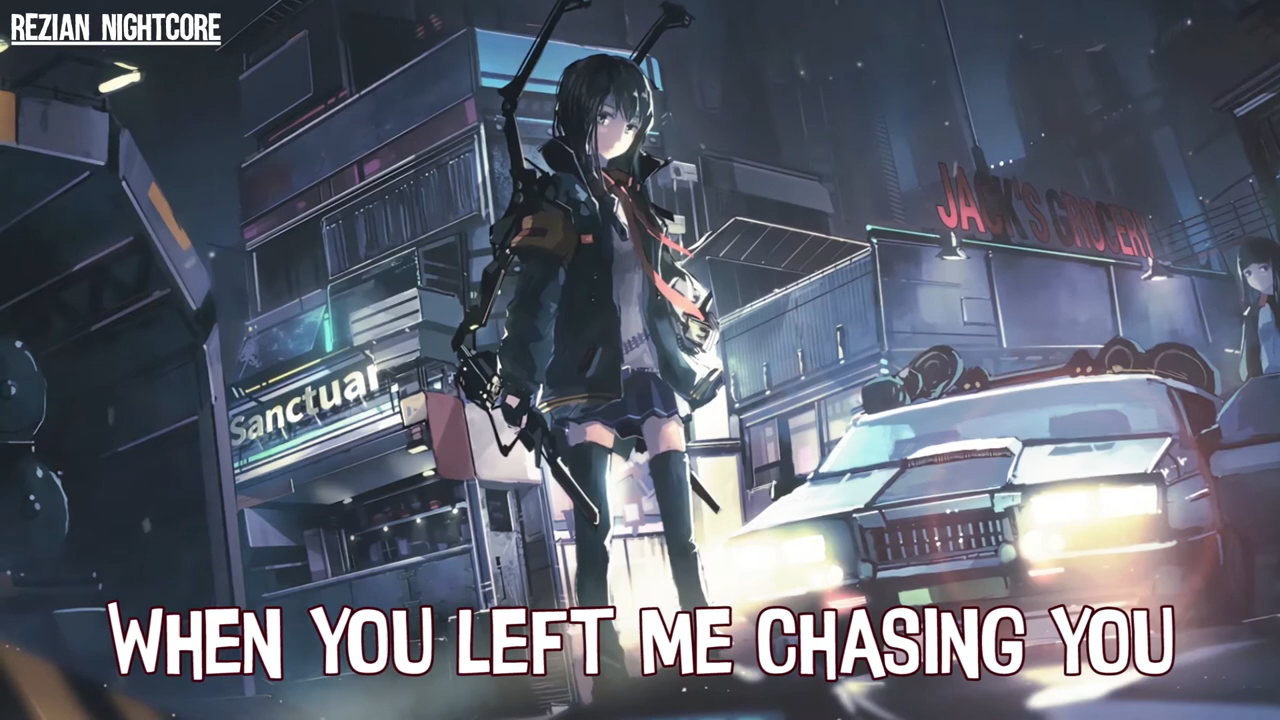 REZIAN NIGHTCORE
JACK'S GROCERY
Sanctuar
WHEN YOU LEFT ME CHASING YOU